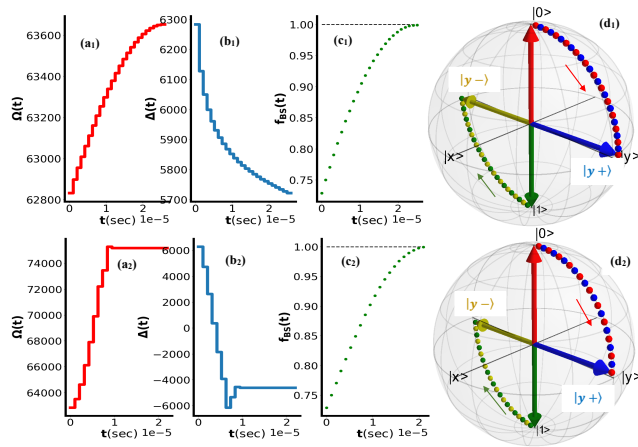 (a₁)
Ω(t)
63600
63400
63200
63000
62800
0
1
2
t(sec) 1e-5
(b₁)
Δ(t)
6300
6200
6100
6000
5900
5800
5700
0
1
2
t(sec) 1e-5
(c₁)
f_BS(t)
1.00
0.95
0.90
0.85
0.80
0.75
0
1
2
t(sec) 1e-5
(d₁)
|0>
|y−⟩
|x>
|y>
|y+⟩
|1>
(a₂)
Ω(t)
74000
72000
70000
68000
66000
64000
0
1
2
t(sec) 1e-5
(b₂)
Δ(t)
6000
4000
2000
0
−2000
−4000
−6000
0
1
2
t(sec) 1e-5
(c₂)
f_BS(t)
1.00
0.95
0.90
0.85
0.80
0.75
0
1
2
t(sec) 1e-5
(d₂)
|0>
|y−⟩
|x>
|y>
|y+⟩
|1>